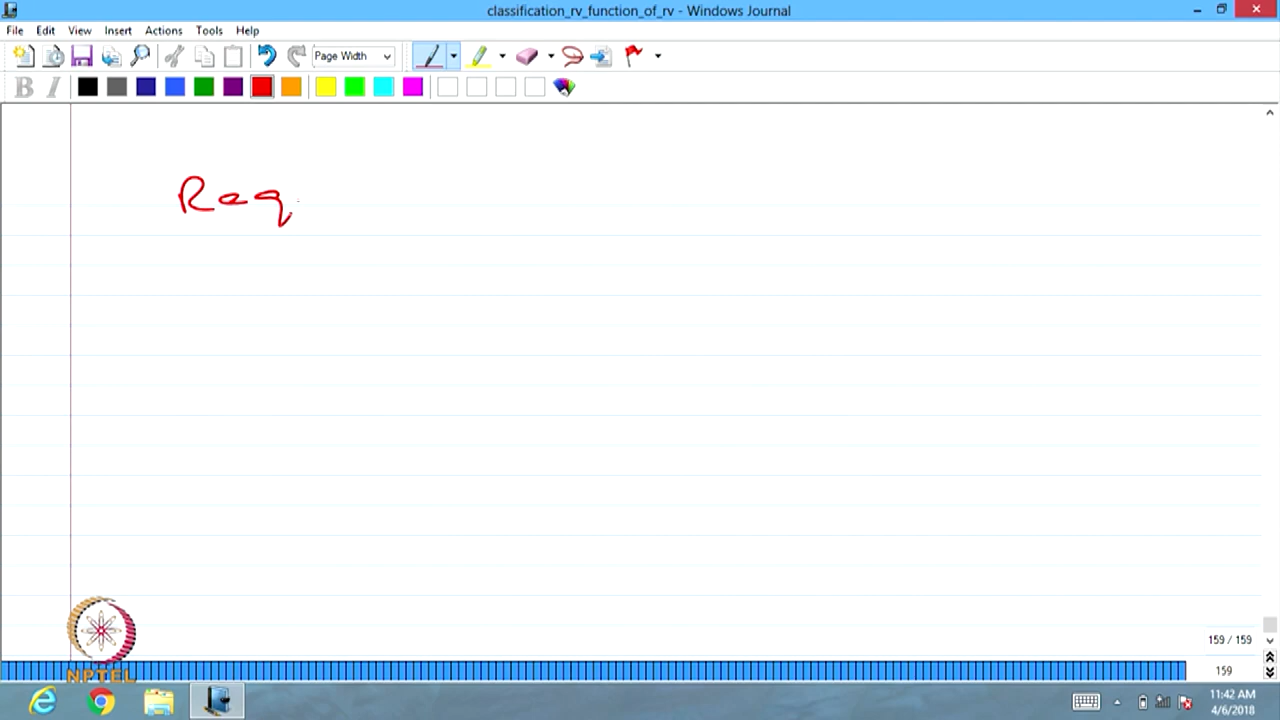 classification_rv_function_of_rv - Windows Journal
File Edit View Insert Actions Tools Help
Page Width
B I
Req
159 / 159
159
NPTEL
11:42 AM
4/6/2018